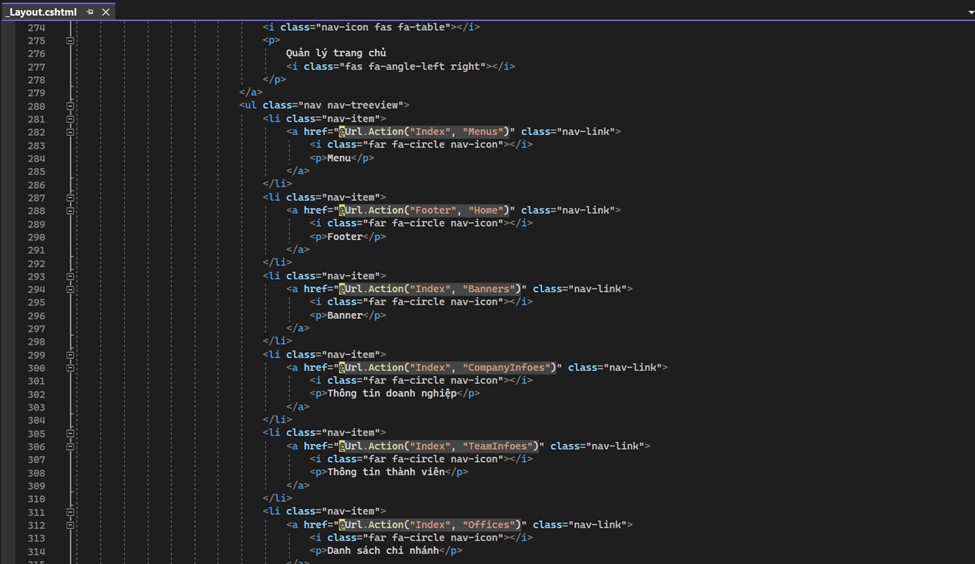 _Layout.cshtml
274 <i class="nav-icon fas fa-table"></i>
275 <p>
276 Quản lý trang chủ
277 <i class="fas fa-angle-left right"></i>
278 </p>
279 </a>
280 <ul class="nav nav-treeview">
281 <li class="nav-item">
282 <a href="@Url.Action("Index", "Menus")" class="nav-link">
283 <i class="far fa-circle nav-icon"></i>
284 <p>Menu</p>
285 </a>
286 </li>
287 <li class="nav-item">
288 <a href="@Url.Action("Footer", "Home")" class="nav-link">
289 <i class="far fa-circle nav-icon"></i>
290 <p>Footer</p>
291 </a>
292 </li>
293 <li class="nav-item">
294 <a href="@Url.Action("Index", "Banners")" class="nav-link">
295 <i class="far fa-circle nav-icon"></i>
296 <p>Banner</p>
297 </a>
298 </li>
299 <li class="nav-item">
300 <a href="@Url.Action("Index", "CompanyInfoes")" class="nav-link">
301 <i class="far fa-circle nav-icon"></i>
302 <p>Thông tin doanh nghiệp</p>
303 </a>
304 </li>
305 <li class="nav-item">
306 <a href="@Url.Action("Index", "TeamInfoes")" class="nav-link">
307 <i class="far fa-circle nav-icon"></i>
308 <p>Thông tin thành viên</p>
309 </a>
310 </li>
311 <li class="nav-item">
312 <a href="@Url.Action("Index", "Offices")" class="nav-link">
313 <i class="far fa-circle nav-icon"></i>
314 <p>Danh sách chi nhánh</p>